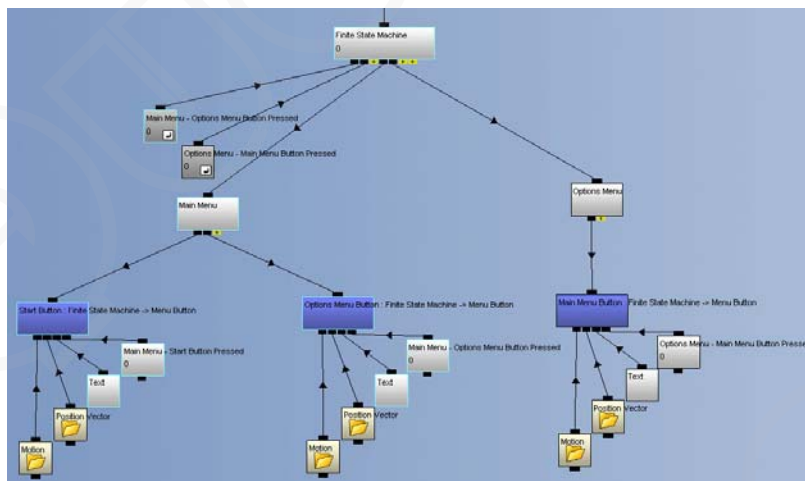 Finite State Machine
0
Main Menu - Options Menu Button Pressed
0
Options Menu - Main Menu Button Pressed
0
Main Menu
Options Menu
Start Button : Finite State Machine -> Menu Button
Options Menu Button : Finite State Machine -> Menu Button
Main Menu Button Finite State Machine -> Menu Button
Main Menu - Start Button Pressed
0
Main Menu - Options Menu Button Pressed
0
Options Menu - Main Menu Button Presse
0
Text
Text
Text
Position Vector
Position Vector
Position Vector
Motion
Motion
Motion